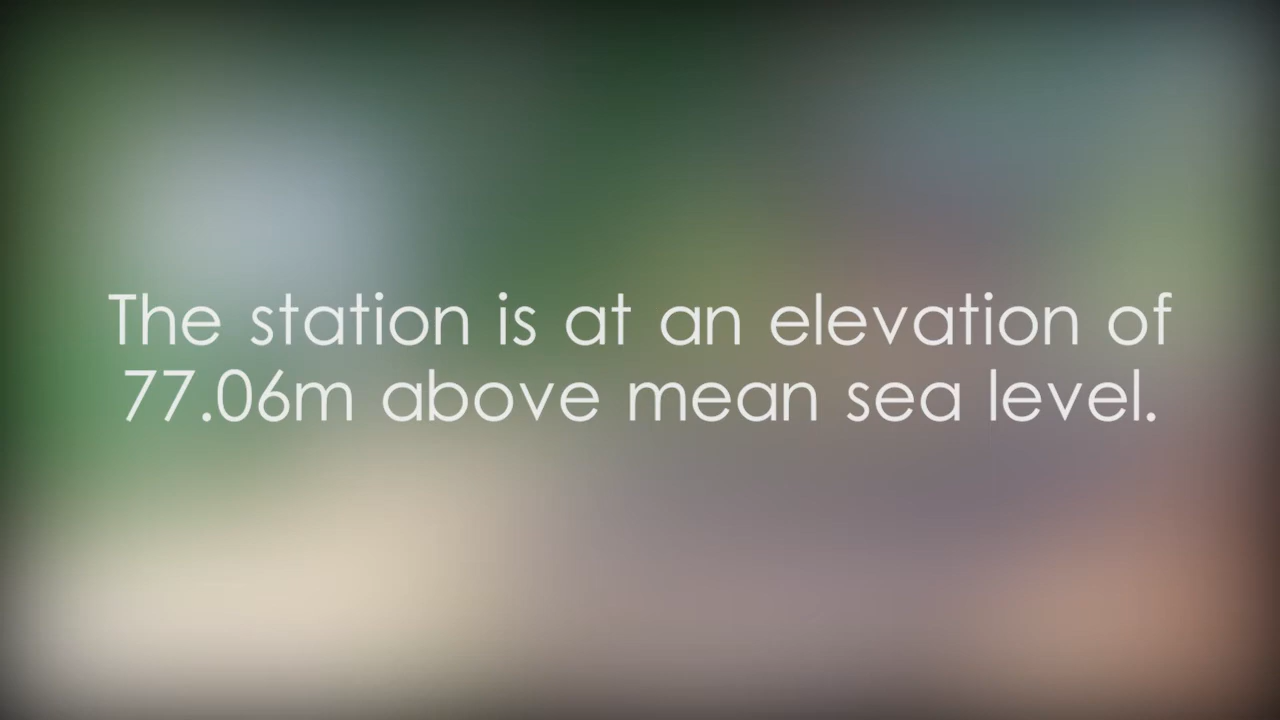 The station is at an elevation of
77.06m above mean sea level.